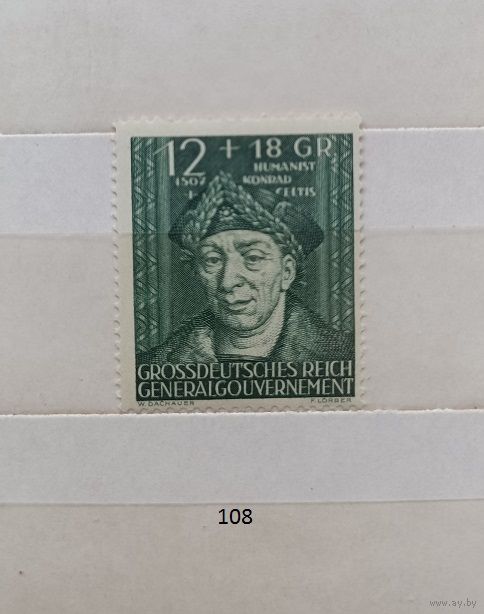 12 + 18 GR.
HUMANIST
1507 KONRAD
CELTIS
GROSSDEUTSCHES REICH
GENERALGOUVERNEMENT
W. DACHAUER F. LORBER
108
www.ay.by